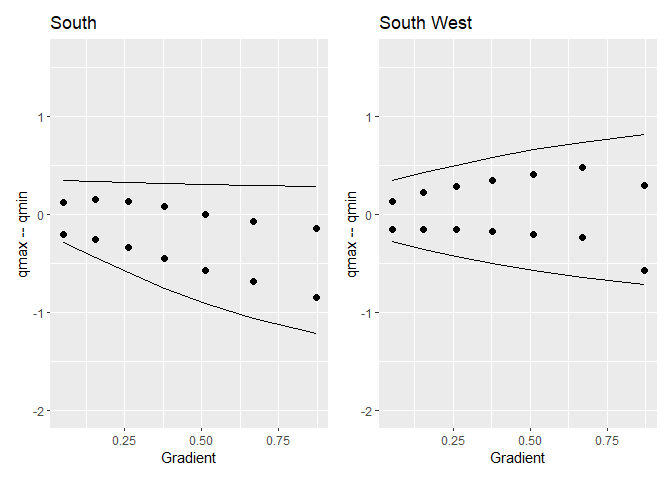 South
South West
qmax -- qmin
1
0
-1
-2
0.25 0.50 0.75
Gradient
qmax -- qmin
1
0
-1
-2
0.25 0.50 0.75
Gradient